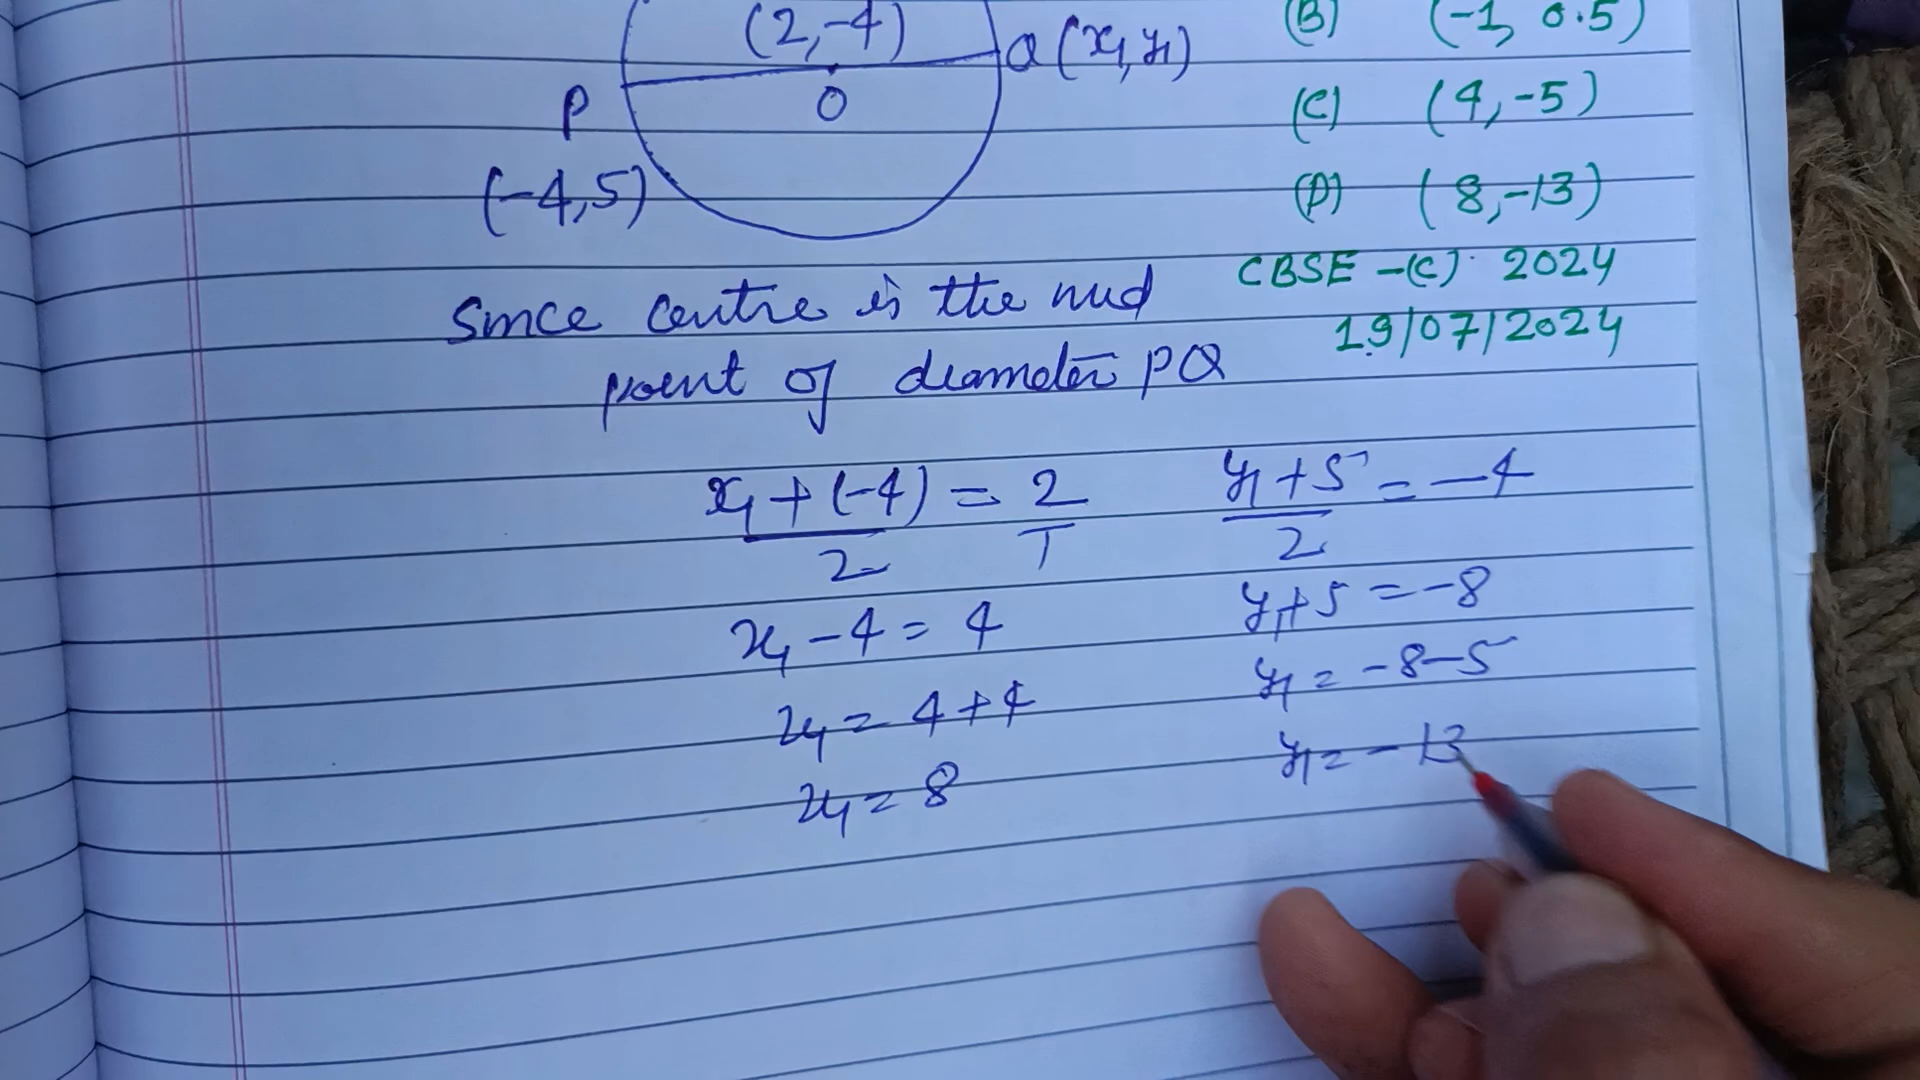 (2,-4)
Q (x₁, y₁)
P
O
(-4,5)
(B) (-1, 0.5)
(C) (4,-5)
(D) (8,-13)
CBSE -(C). 2024
19/07/2024
Since centre is the mid
point of diameter PQ
x₁ + (-4) / 2 = 2 / 1
x₁ - 4 = 4
x₁ = 4 + 4
x₁ = 8
y₁ + 5 / 2 = -4
y₁ + 5 = -8
y₁ = -8-5
y₁ = -13